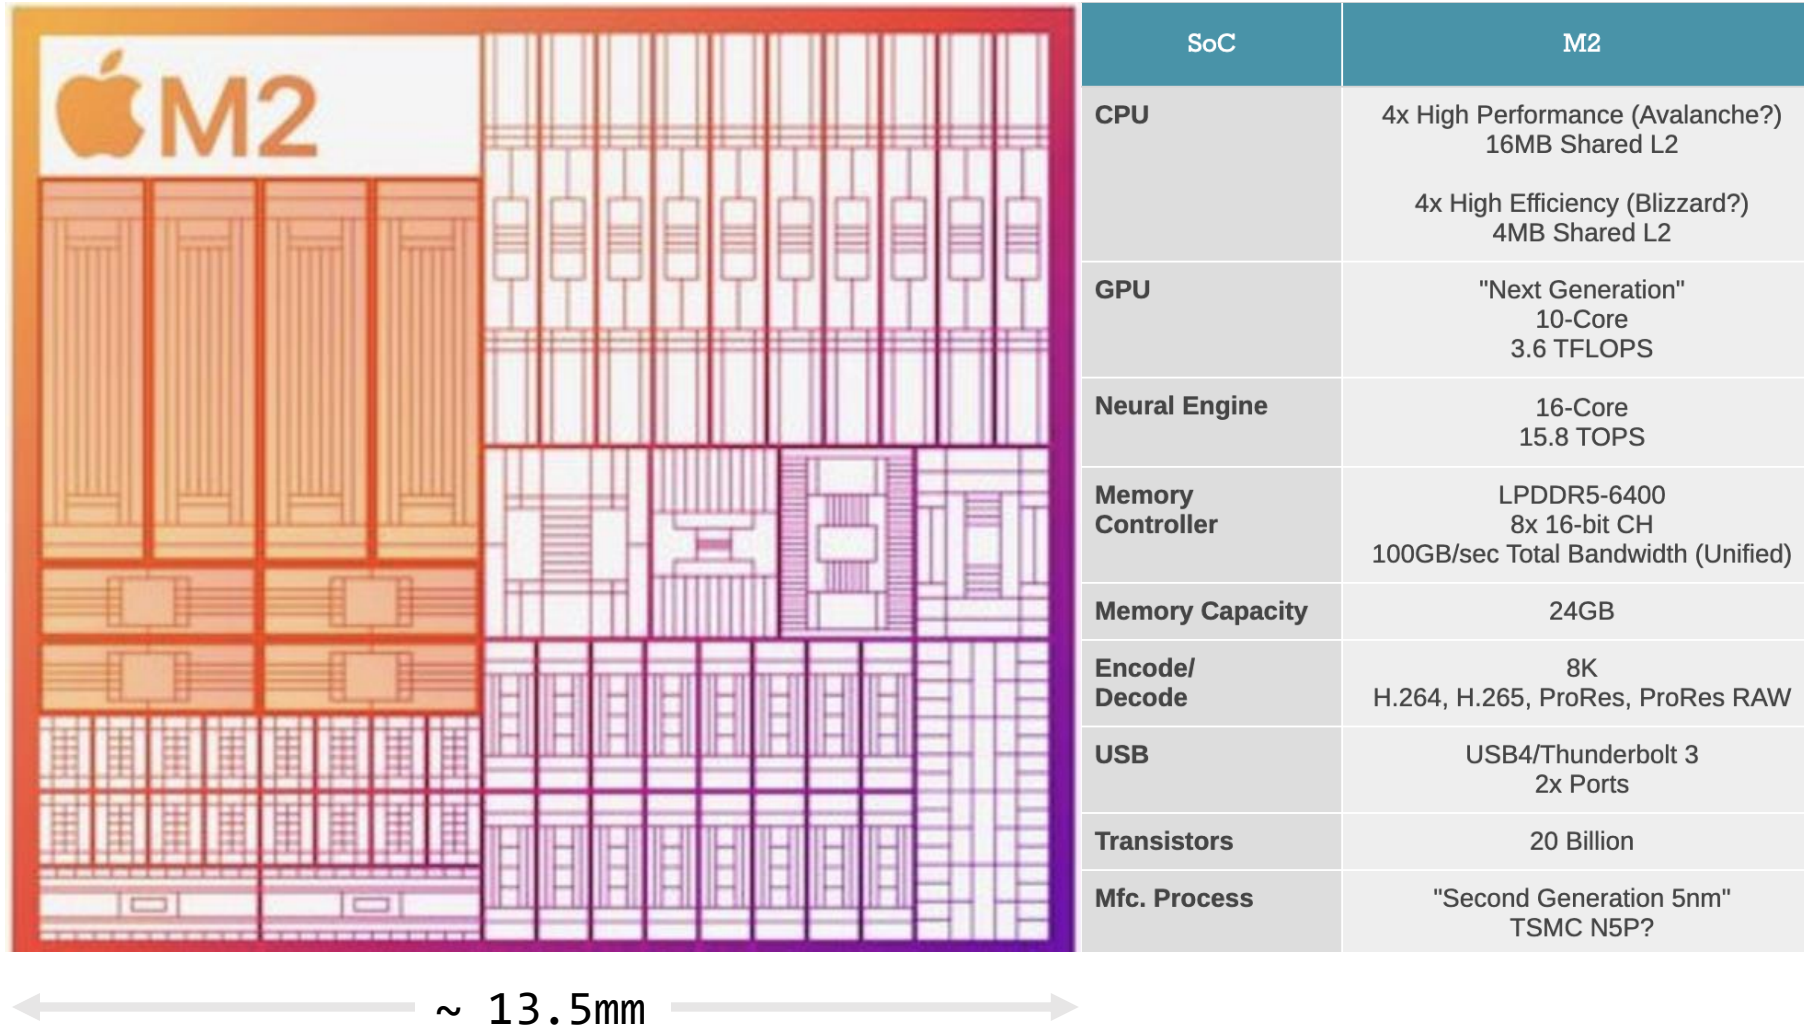 M2
SoC
M2
CPU
4x High Performance (Avalanche?)
16MB Shared L2
4x High Efficiency (Blizzard?)
4MB Shared L2
GPU
"Next Generation"
10-Core
3.6 TFLOPS
Neural Engine
16-Core
15.8 TOPS
Memory
Controller
LPDDR5-6400
8x 16-bit CH
100GB/sec Total Bandwidth (Unified)
Memory Capacity
24GB
Encode/
Decode
8K
H.264, H.265, ProRes, ProRes RAW
USB
USB4/Thunderbolt 3
2x Ports
Transistors
20 Billion
Mfc. Process
"Second Generation 5nm"
TSMC N5P?
~ 13.5mm